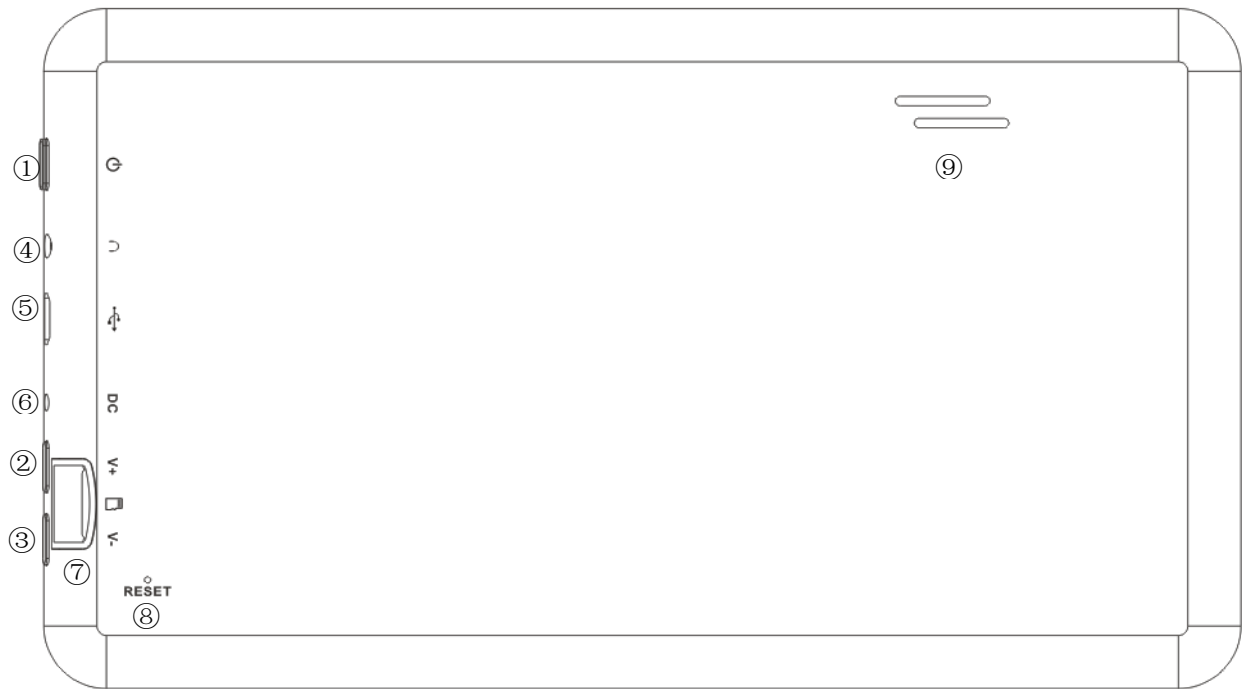 ①
⑨
④
⑤
⑥ DC
② V+
③ V-
⑦
RESET
⑧